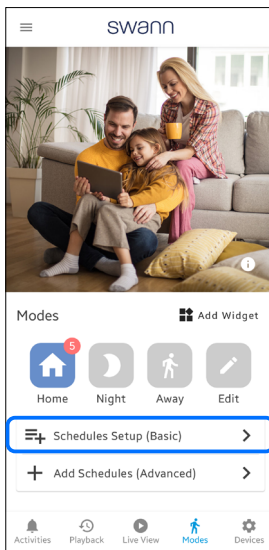 swann
Modes
Add Widget
5
Home Night Away Edit
Schedules Setup (Basic)
Add Schedules (Advanced)
Activities Playback Live View Modes Devices